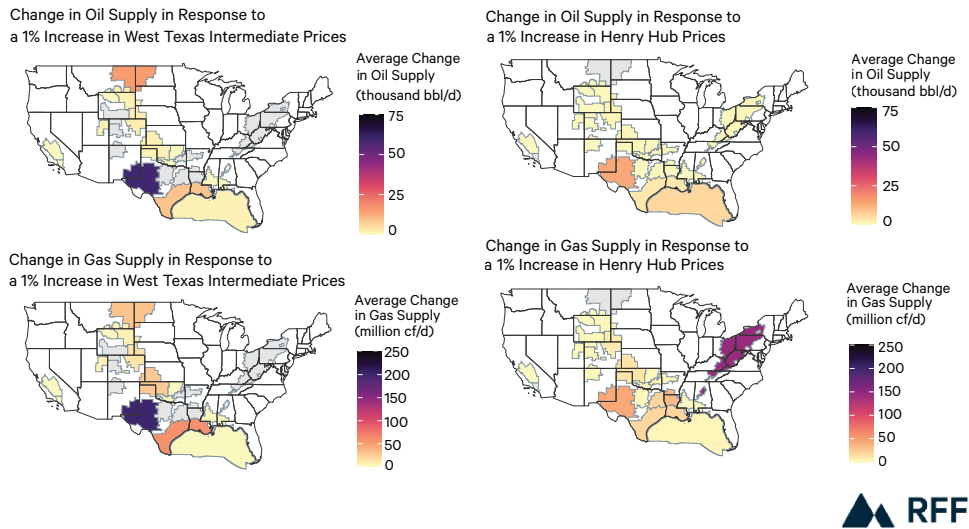 Change in Oil Supply in Response to
a 1% Increase in West Texas Intermediate Prices
Average Change
in Oil Supply
(thousand bbl/d)
75
50
25
0
Change in Oil Supply in Response to
a 1% Increase in Henry Hub Prices
Average Change
in Oil Supply
(thousand bbl/d)
75
50
25
0
Change in Gas Supply in Response to
a 1% Increase in West Texas Intermediate Prices
Average Change
in Gas Supply
(million cf/d)
250
200
150
100
50
0
Change in Gas Supply in Response to
a 1% Increase in Henry Hub Prices
Average Change
in Gas Supply
(million cf/d)
250
200
150
100
50
0
RFF